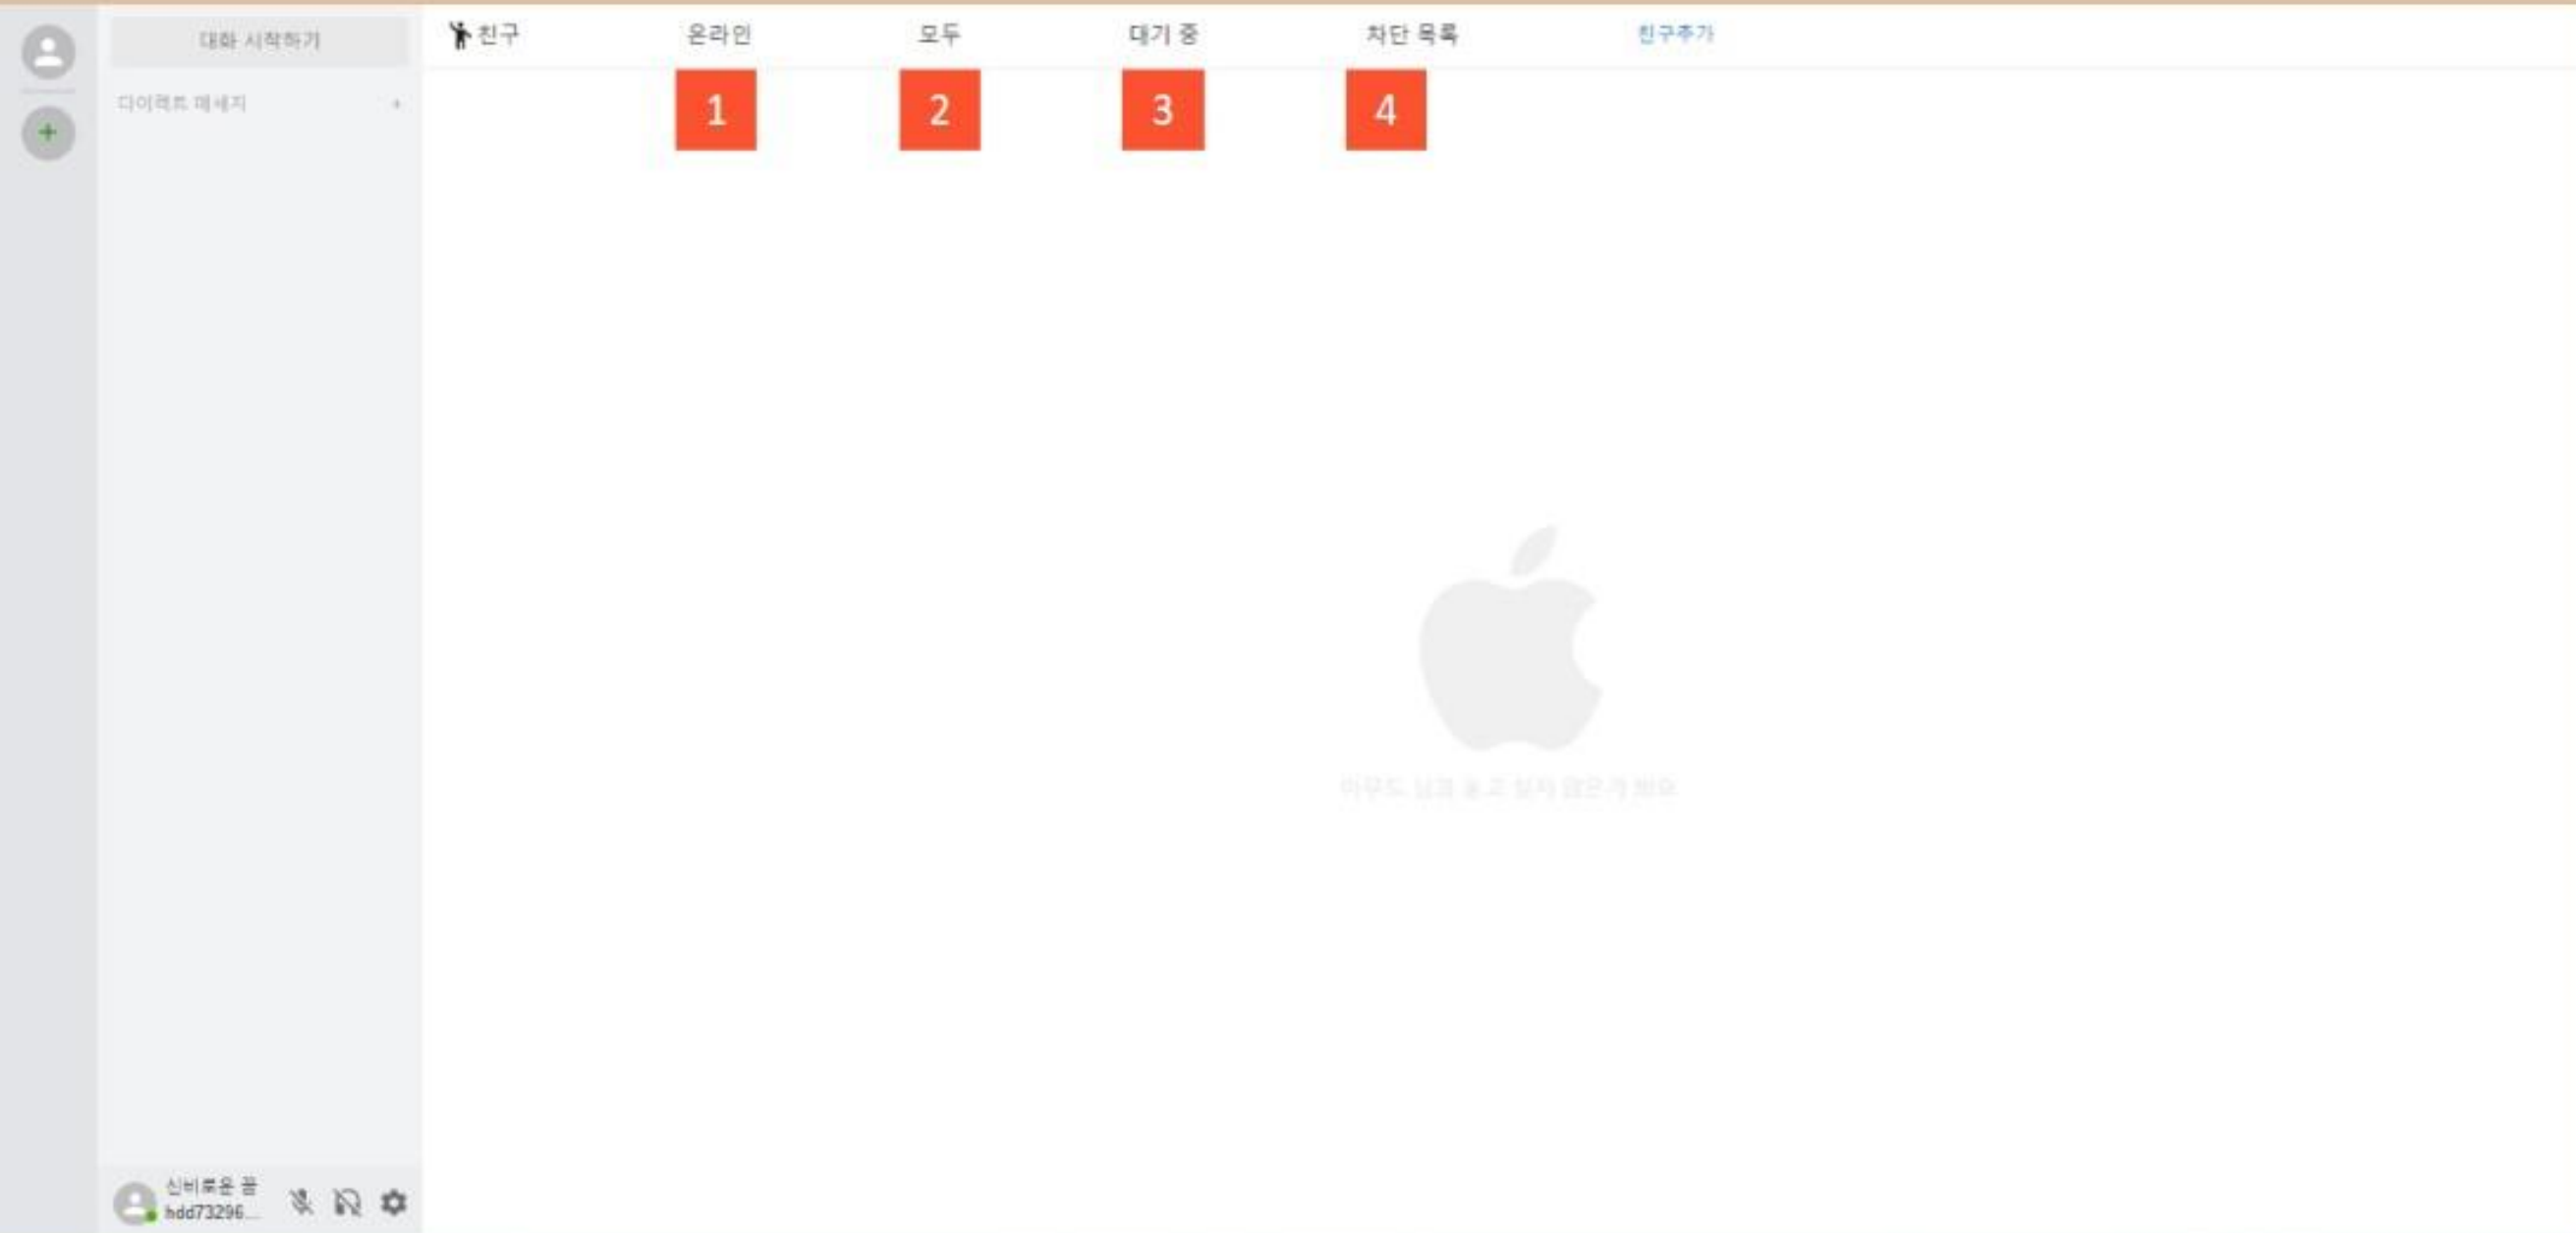 대화 시작하기
친구 온라인 모두 대기 중 차단 목록 친구추가
다이렉트 메세지 +
1 2 3 4
신비로운 꿈
hdd73296...